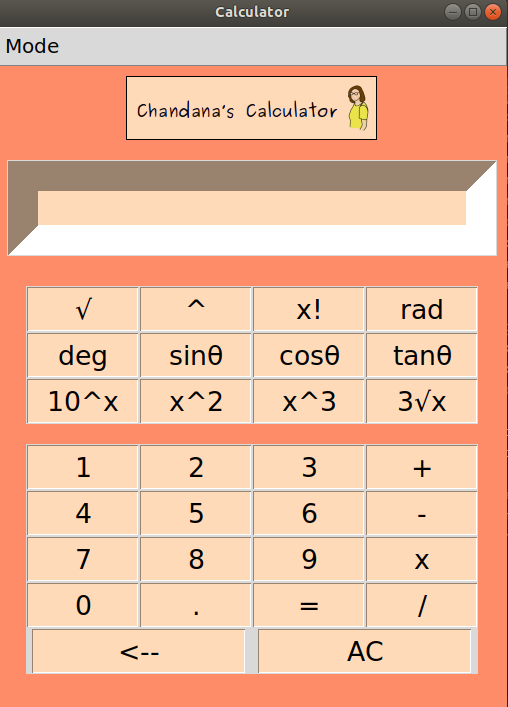 Calculator
Mode
Chandana's Calculator
√ ^ x! rad
deg sinθ cosθ tanθ
10^x x^2 x^3 3√x
1 2 3 +
4 5 6 -
7 8 9 x
0 . = /
<-- AC